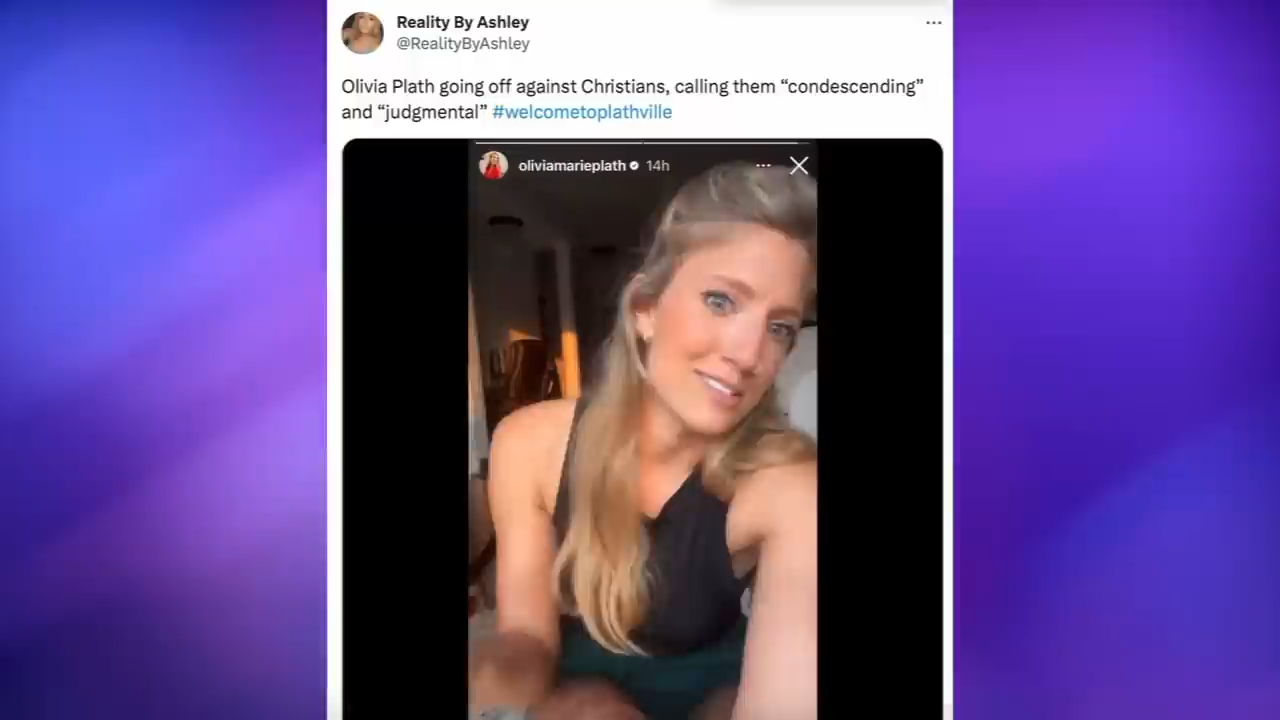 Reality By Ashley
@RealityByAshley
Olivia Plath going off against Christians, calling them “condescending”
and “judgmental” #welcometoplathville
oliviamarieplath 14h